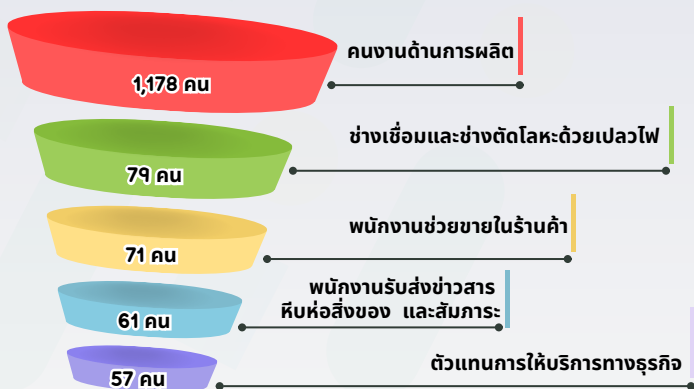 คนงานด้านการผลิต
1,178 คน
ช่างเชื่อมและช่างตัดโลหะด้วยเปลวไฟ
79 คน
พนักงานช่วยขายในร้านค้า
71 คน
พนักงานรับส่งข่าวสาร
หีบห่อสิ่งของ และสัมภาระ
61 คน
ตัวแทนการให้บริการทางธุรกิจ
57 คน